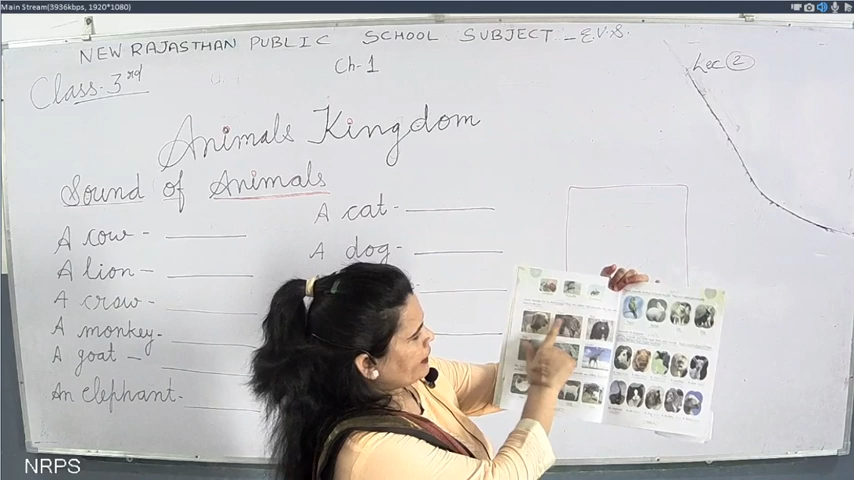 Main Stream(3936kbps, 1920*1080)
NEW RAJASTHAN PUBLIC SCHOOL SUBJECT - E.V.S.
Class. 3rd
Ch-1
Lec ②
Animals Kingdom
Sound of Animals
A cow -
A lion -
A crow -
A monkey -
A goat -
An elephant -
A cat -
A dog -
NRPS